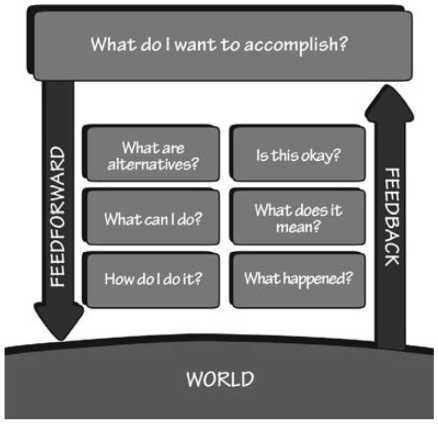 What do I want to accomplish?
FEEDFORWARD
What are
alternatives?
What can I do?
How do I do it?
Is this okay?
What does it
mean?
What happened?
FEEDBACK
WORLD